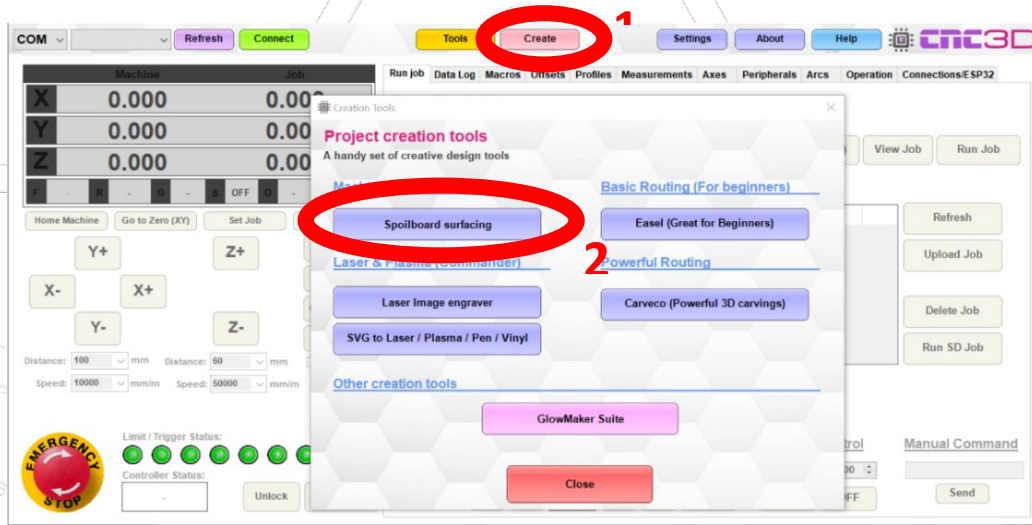 1
COM Refresh Connect Tools Create Settings About Help CNC3D
Machine Job
Run job Data Log Macros Offsets Profiles Measurements Axes Peripherals Arcs Operation Connections/ESP32
X 0.000 0.00
Y 0.000 0.00
Z 0.000 0.00
F - R - 0 - S OFF 0 -
Home Machine Go to Zero (XY) Set Job
Y+ Z+
X- X+
Y- Z-
Distance: 100 mm Distance: 60 mm
Speed: 10000 mm/m Speed: 50000 mm/m
EMERGENCY
STOP
Limit / Trigger Status:
Controller Status:
-
Unlock
Creation Tools
Project creation tools
A handy set of creative design tools
Basic Routing (For beginners)
Spoilboard surfacing
Easel (Great for Beginners)
2
Laser & Plasma (Commander)
Powerful Routing
Laser Image engraver
Carveco (Powerful 3D carvings)
SVG to Laser / Plasma / Pen / Vinyl
Other creation tools
GlowMaker Suite
Close
View Job Run Job
Refresh
Upload Job
Delete Job
Run SD Job
Manual Command
Send